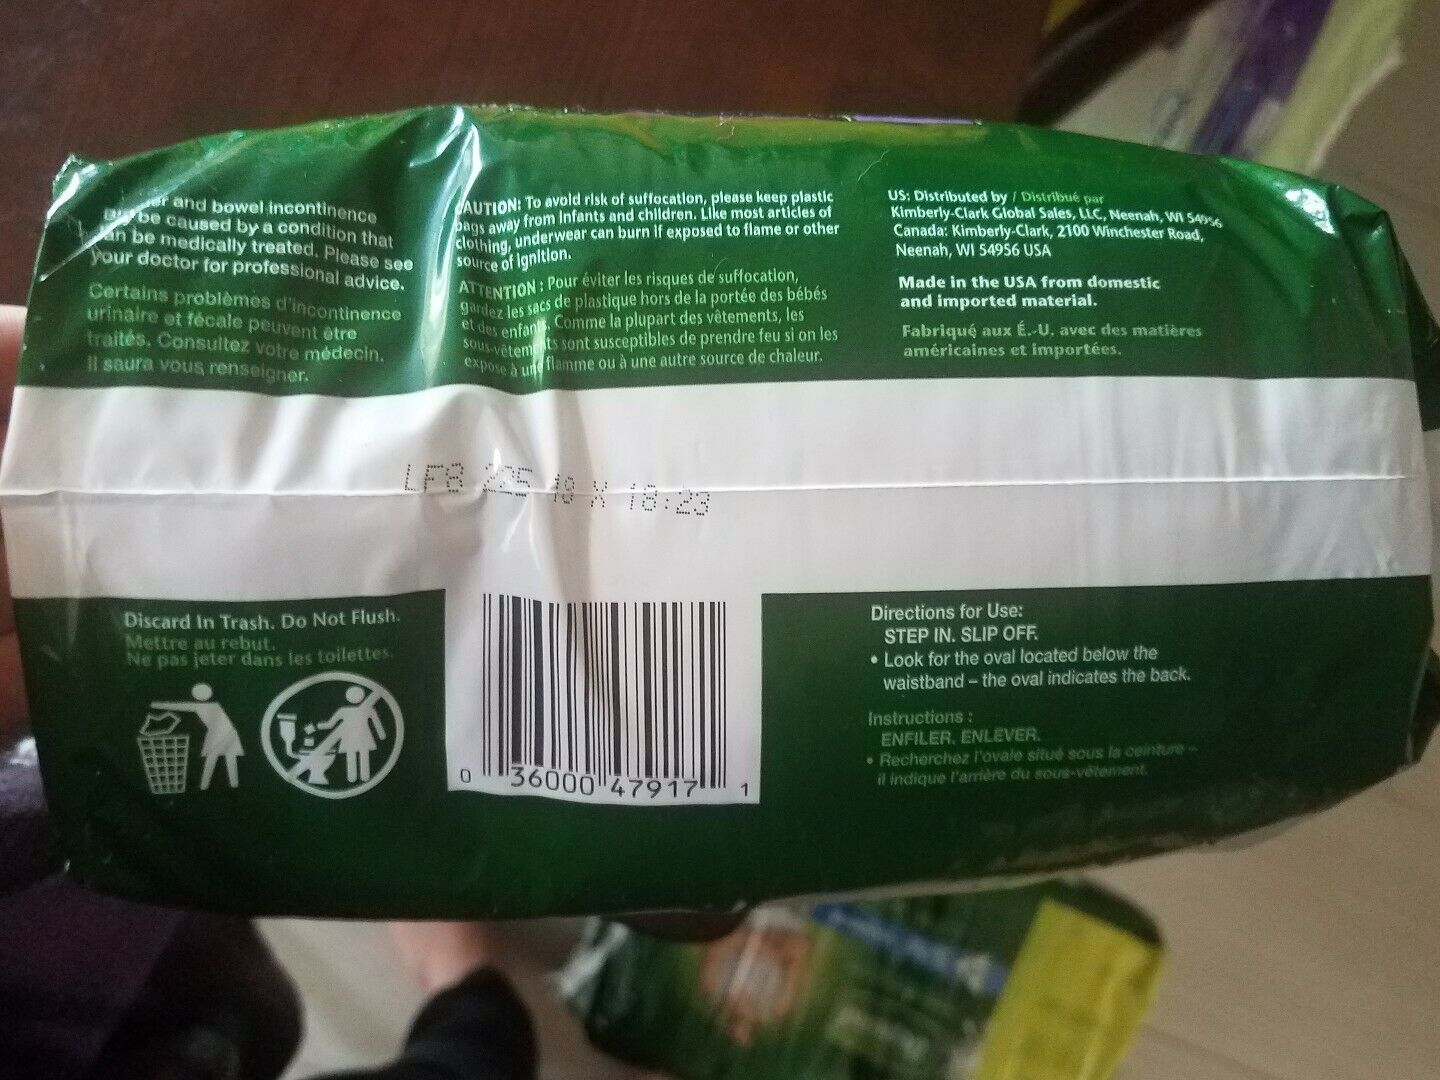 and bowel incontinence
be caused by a condition that
be medically treated. Please see
your doctor for professional advice.
Certains problèmes d'incontinence
urinaire et fécale peuvent être
traités. Consultez votre médecin.
Il saura vous renseigner.
CAUTION: To avoid risk of suffocation, please keep plastic
bags away from infants and children. Like most articles of
clothing, underwear can burn if exposed to flame or other
source of ignition.
ATTENTION : Pour éviter les risques de suffocation,
gardez les sacs de plastique hors de la portée des bébés
et des enfants. Comme la plupart des vêtements, les
sous-vêtements sont susceptibles de prendre feu si on les
expose à une flamme ou à une autre source de chaleur.
US: Distributed by / Distribué par
Kimberly-Clark Global Sales, LLC, Neenah, WI 54956
Canada: Kimberly-Clark, 2100 Winchester Road,
Neenah, WI 54956 USA
Made in the USA from domestic
and imported material.
Fabriqué aux É.-U. avec des matières
américaines et importées.
LF8 225 18 X 18:23
Discard In Trash. Do Not Flush.
Mettre au rebut.
Ne pas jeter dans les toilettes.
0 36000 47917 1
Directions for Use:
STEP IN. SLIP OFF.
• Look for the oval located below the
waistband – the oval indicates the back.
Instructions :
ENFILER. ENLEVER.
• Recherchez l'ovale situé sous la ceinture –
il indique l'arrière du sous-vêtement.